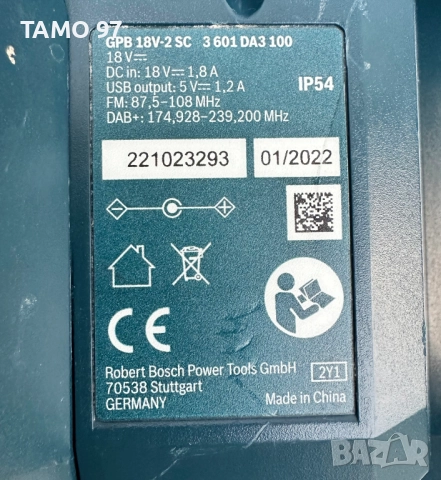 TAMO 97
GPB 18V-2 SC 3 601 DA3 100
18 V⎓
DC in: 18 V⎓ 1,8 A
USB output: 5 V⎓ 1,2 A
IP54
FM: 87,5-108 MHz
DAB+: 174,928-239,200 MHz
221023293 01/2022
CE
Robert Bosch Power Tools GmbH
70538 Stuttgart
GERMANY
2Y1
Made in China
BAZAR